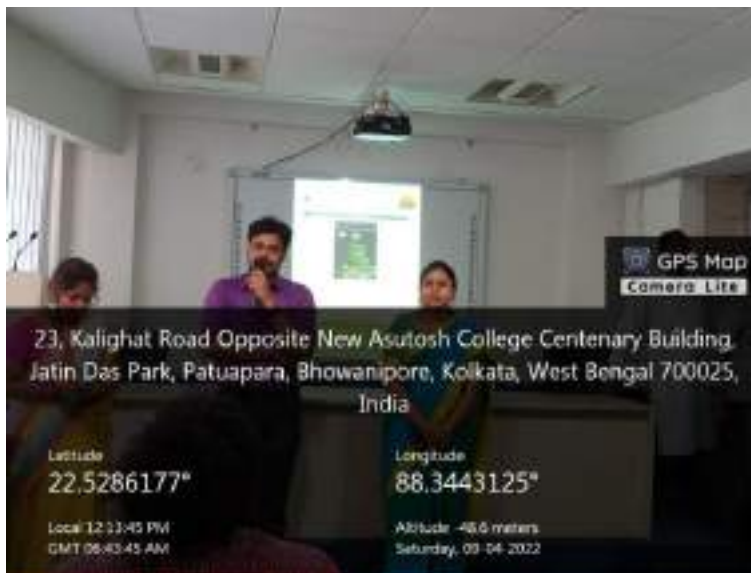 GPS Map
Camera Lite
23, Kalighat Road Opposite New Asutosh College Centenary Building,
Jatin Das Park, Patuapara, Bhowanipore, Kolkata, West Bengal 700025,
India
Latitude
22,5286177°
Longitude
88,3443125°
Local 12:13:45 PM
GMT 06:43:45 AM
Altitude -48.6 meters
Saturday, 09-04-2022